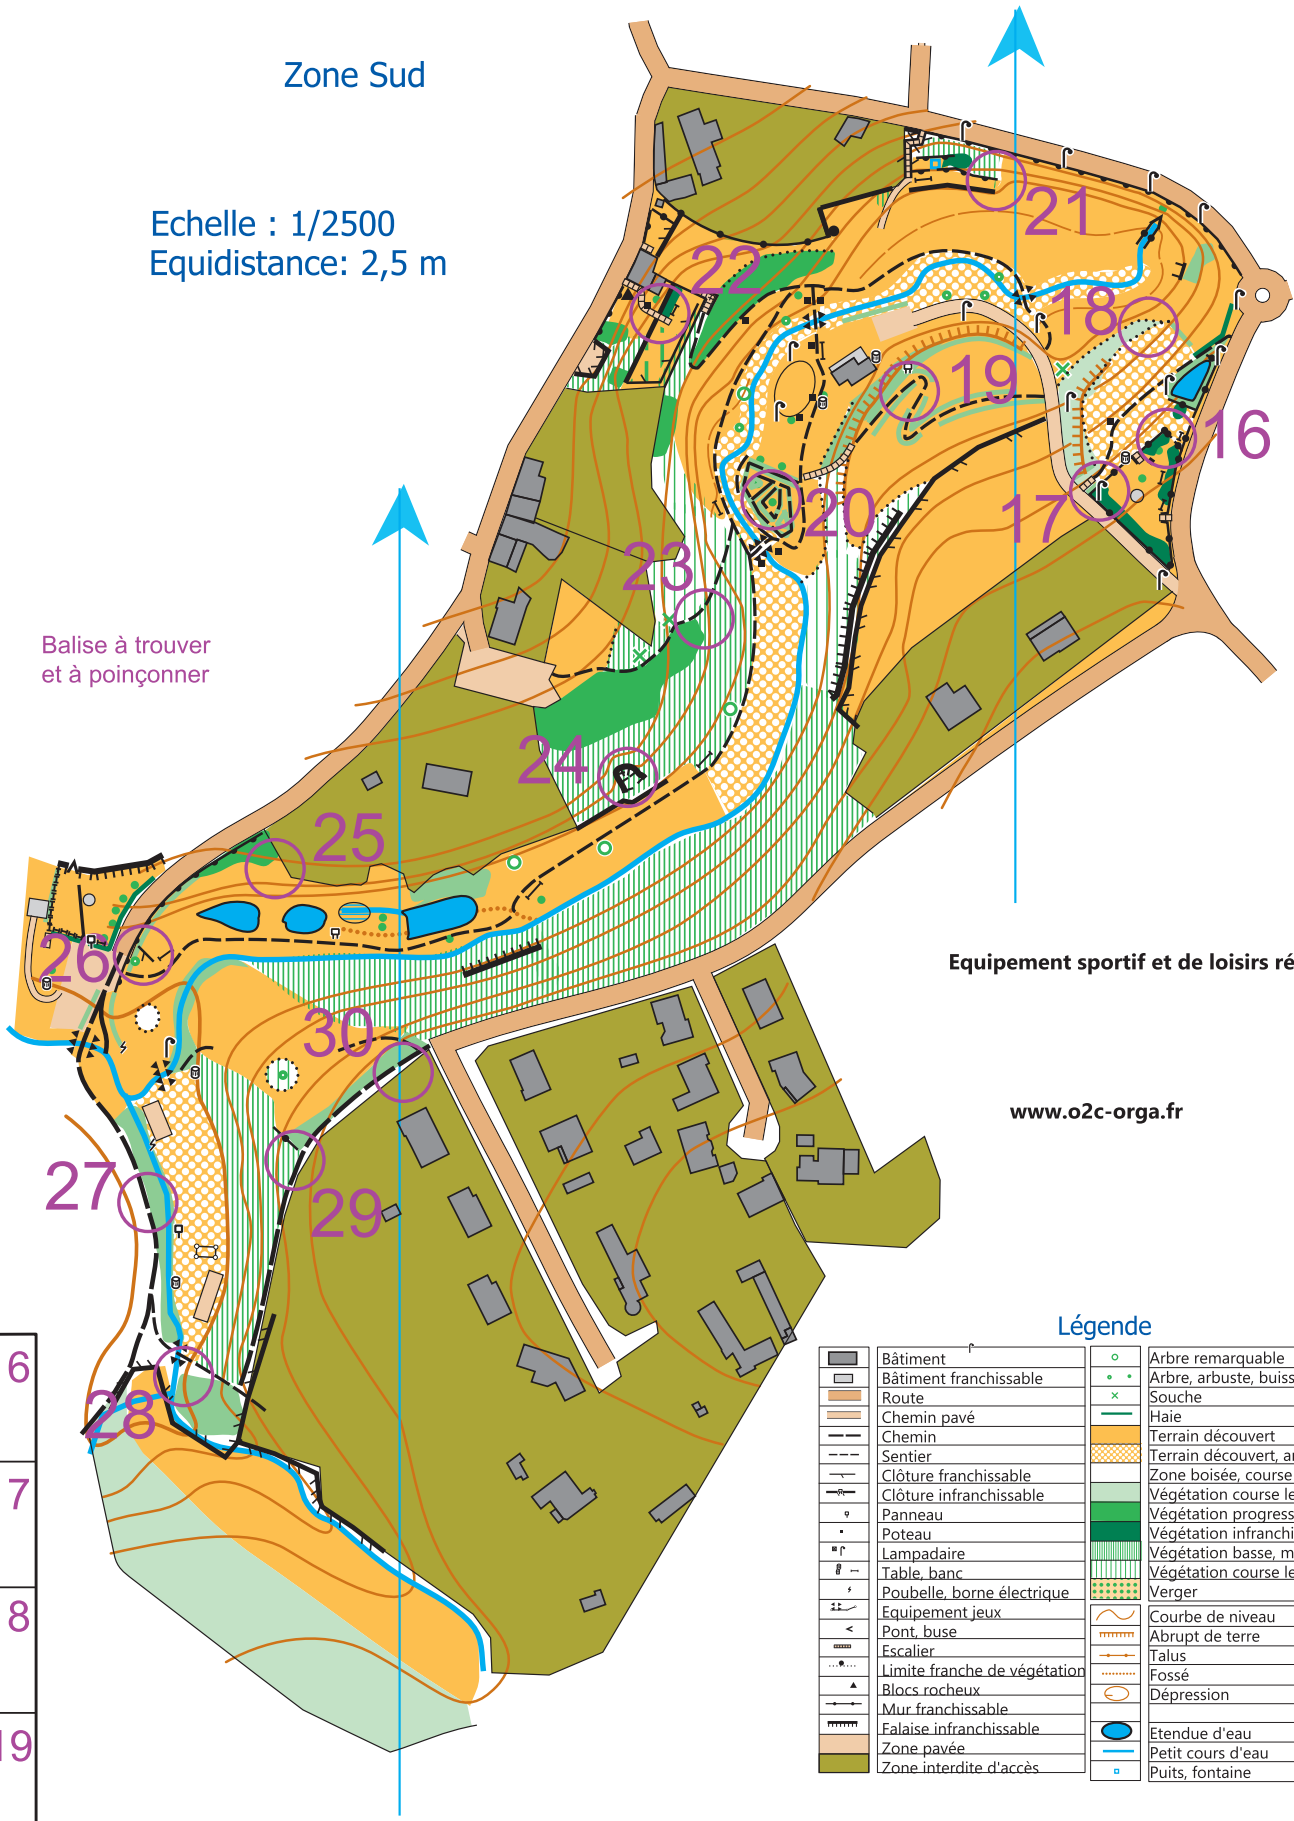 Zone Sud
Echelle : 1/2500
Equidistance: 2,5 m
21
22
18
19
16
20
17
23
Balise à trouver
et à poinçonner
24
25
26
Equipement sportif et de loisirs ré
30
www.o2c-orga.fr
27
29
28
6
7
8
19
Légende
Bâtiment
Bâtiment franchissable
Route
Chemin pavé
Chemin
Sentier
Clôture franchissable
Clôture infranchissable
Panneau
Poteau
Lampadaire
Table, banc
Poubelle, borne électrique
Equipement jeux
Pont, buse
Escalier
Limite franche de végétation
Blocs rocheux
Mur franchissable
Falaise infranchissable
Zone pavée
Zone interdite d'accès
Arbre remarquable
Arbre, arbuste, buiss
Souche
Haie
Terrain découvert
Terrain découvert, ar
Zone boisée, course
Végétation course le
Végétation progress
Végétation infranchi
Végétation basse, m
Végétation course le
Verger
Courbe de niveau
Abrupt de terre
Talus
Fossé
Dépression
Etendue d'eau
Petit cours d'eau
Puits, fontaine